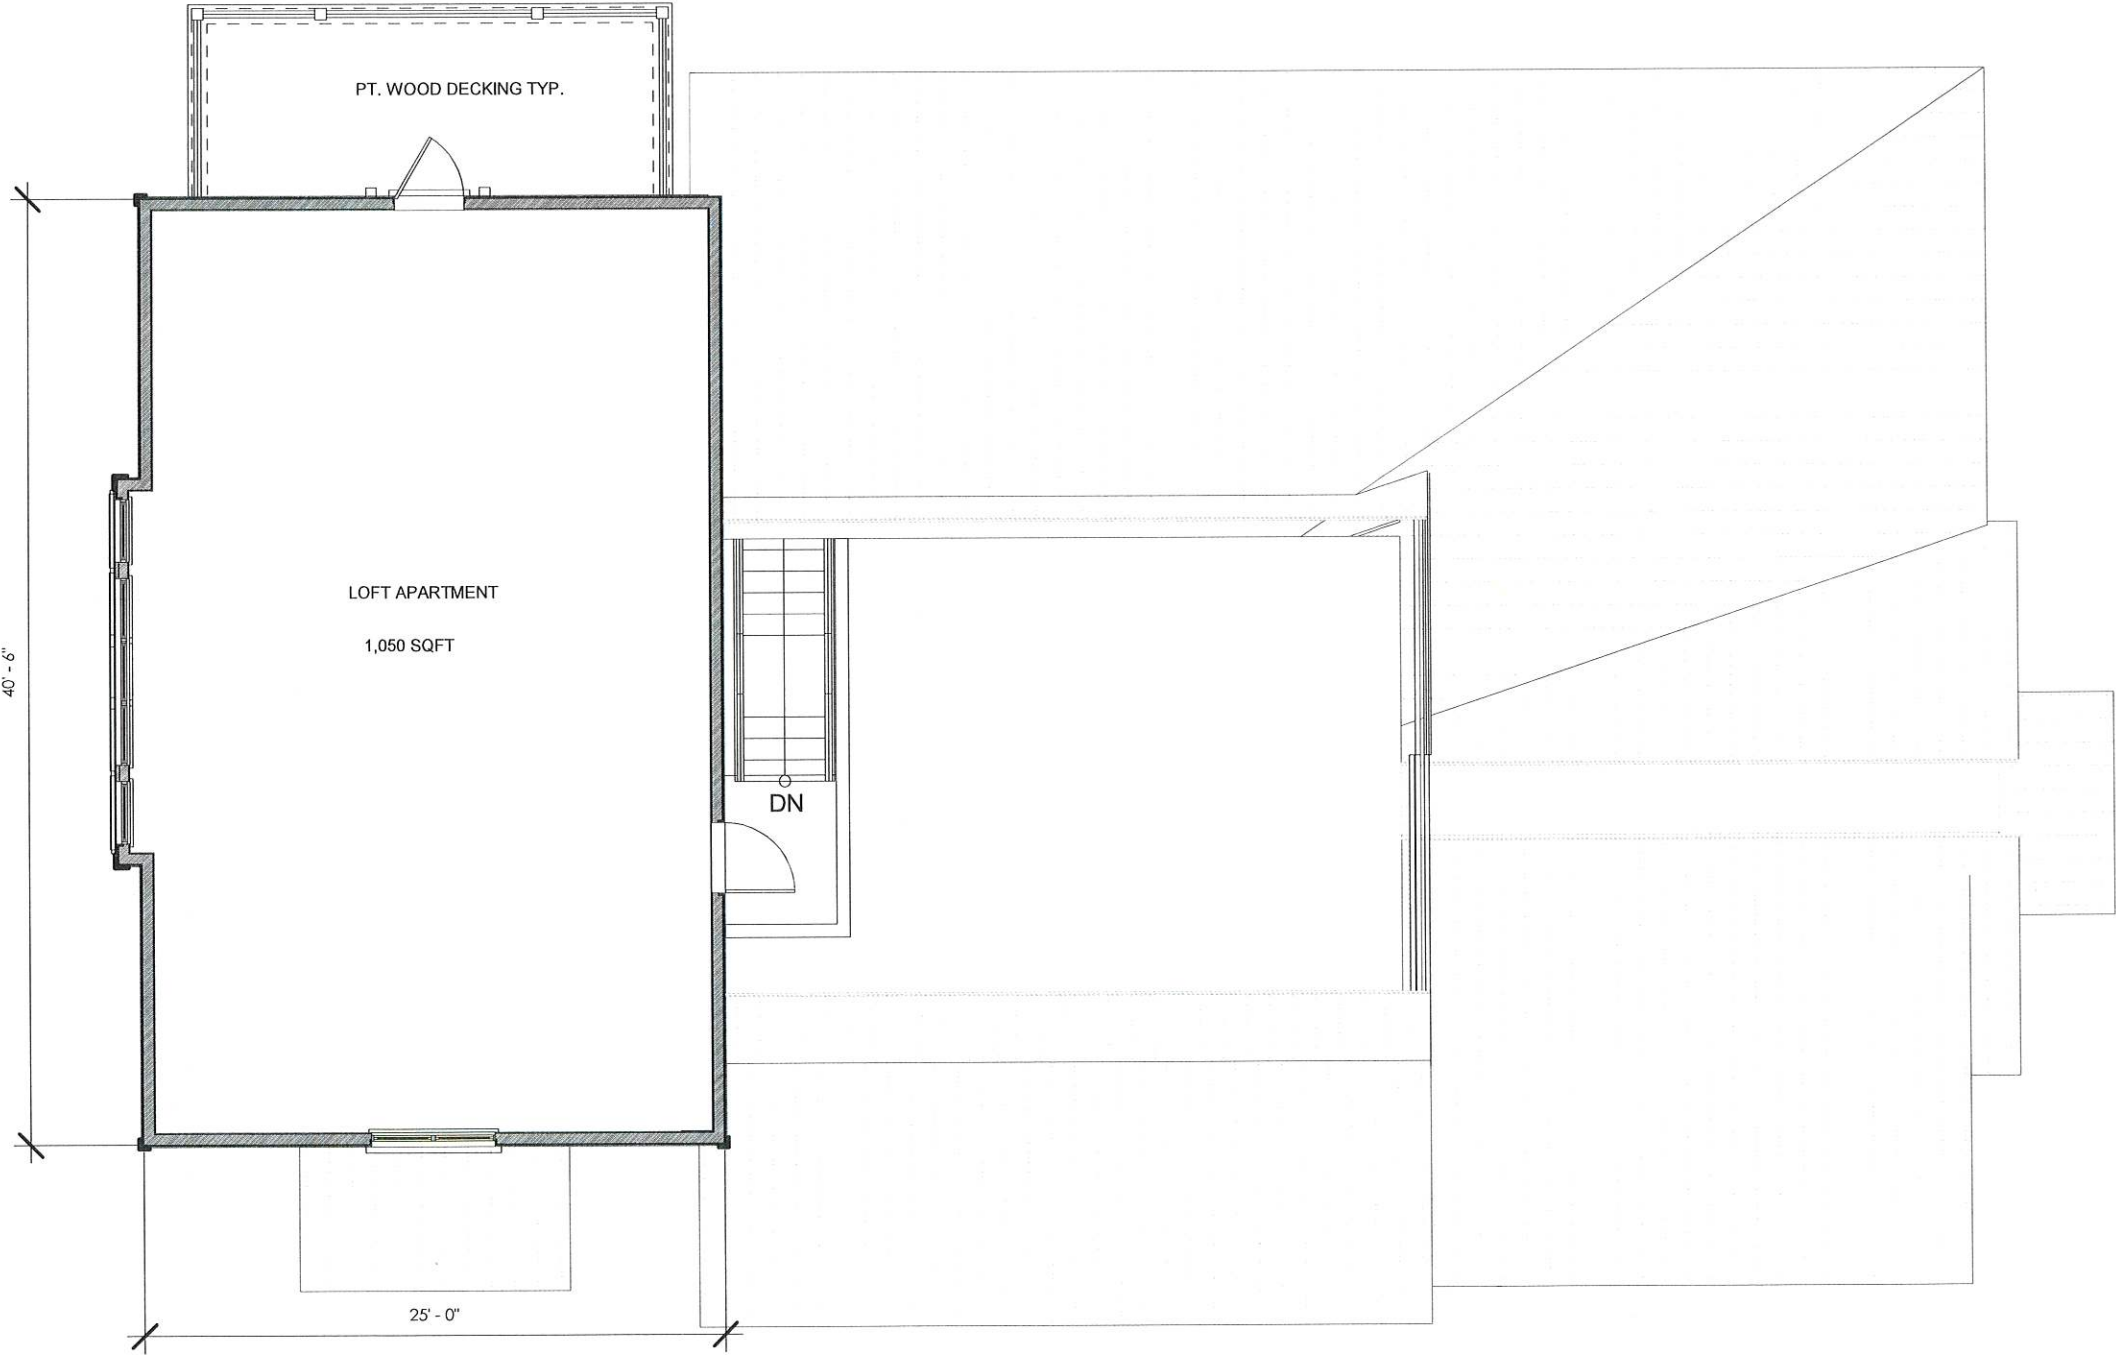 PT. WOOD DECKING TYP.
LOFT APARTMENT
1,050 SQFT
40' - 6"
DN
25' - 0"